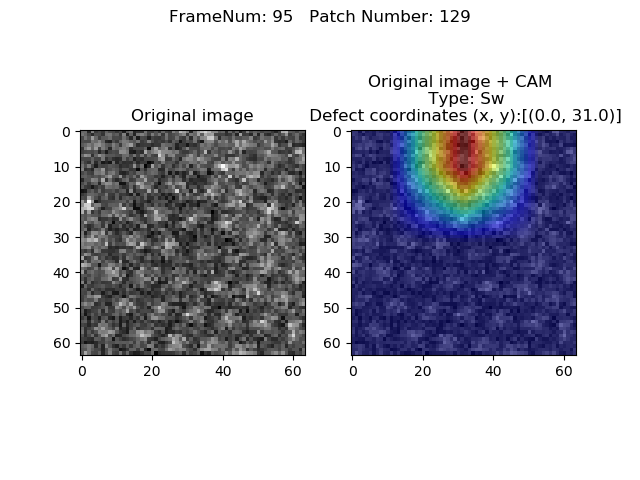 FrameNum: 95   Patch Number: 129
Original image
Original image + CAM
Type: Sw
Defect coordinates (x, y):[(0.0, 31.0)]
0
10
20
30
40
50
60
0 20 40 60
0
10
20
30
40
50
60
0 20 40 60